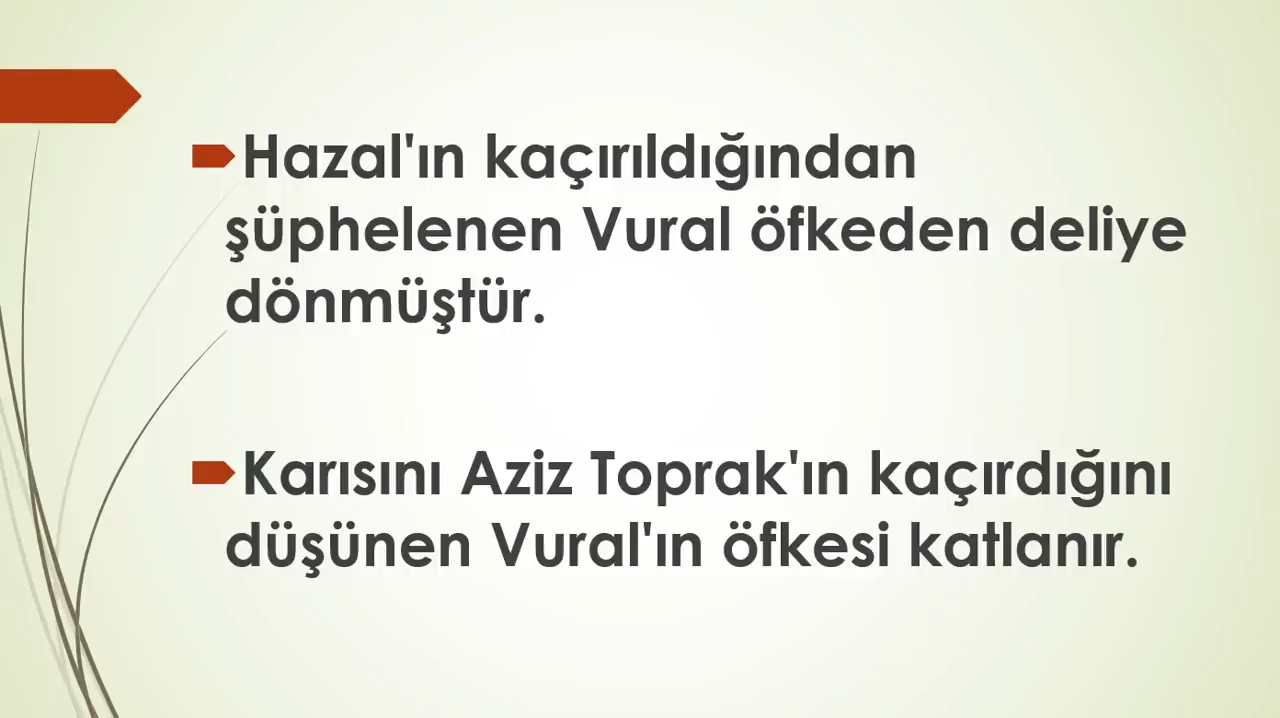 Hazal'ın kaçırıldığından
şüphelenen Vural öfkeden deliye
dönmüştür.
Karısını Aziz Toprak'ın kaçırdığını
düşünen Vural'ın öfkesi katlanır.